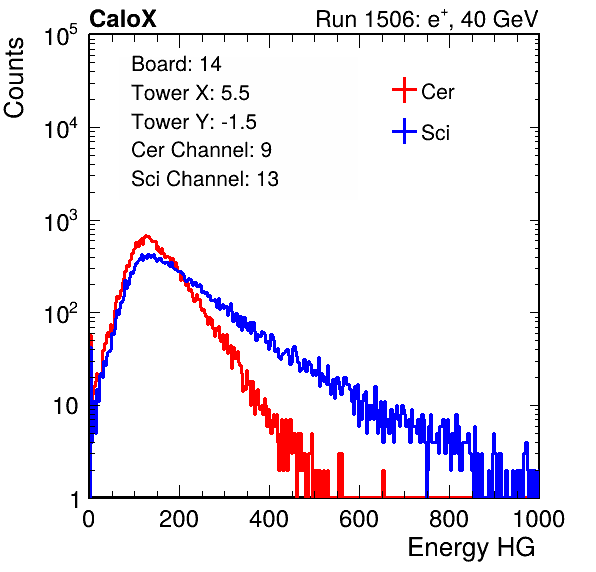 CaloX Run 1506: e⁺, 40 GeV
Counts
10⁵
10⁴
10³
10²
10
1
Board: 14
Tower X: 5.5
Tower Y: -1.5
Cer Channel: 9
Sci Channel: 13
Cer
Sci
0 200 400 600 800 1000
Energy HG